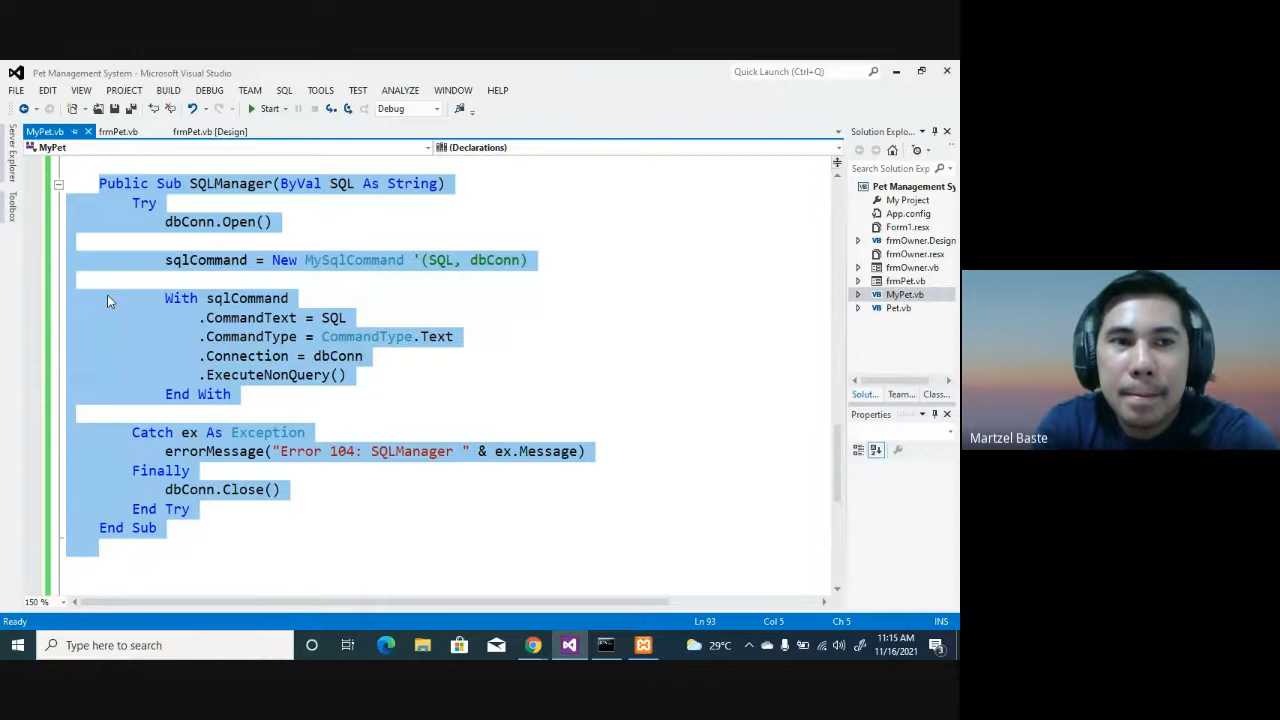 Pet Management System - Microsoft Visual Studio
Quick Launch (Ctrl+Q)
FILE EDIT VIEW PROJECT BUILD DEBUG TEAM SQL TOOLS TEST ANALYZE WINDOW HELP
Start
Debug
MyPet.vb
frmPet.vb
frmPet.vb [Design]
MyPet
(Declarations)
Server Explorer
Toolbox
Public Sub SQLManager(ByVal SQL As String)
Try
dbConn.Open()
sqlCommand = New MySqlCommand '(SQL, dbConn)
With sqlCommand
.CommandText = SQL
.CommandType = CommandType.Text
.Connection = dbConn
.ExecuteNonQuery()
End With
Catch ex As Exception
errorMessage("Error 104: SQLManager " & ex.Message)
Finally
dbConn.Close()
End Try
End Sub
150 %
Solution Explo...
Search Solution Exp
Pet Management Sy
My Project
App.config
Form1.resx
frmOwner.Design
frmOwner.resx
frmOwner.vb
frmPet.vb
MyPet.vb
Pet.vb
Solut... Team... Class...
Properties
Ready
Ln 93
Col 5
Ch 5
INS
Type here to search
29°C
11:15 AM
11/16/2021
3
Martzel Baste